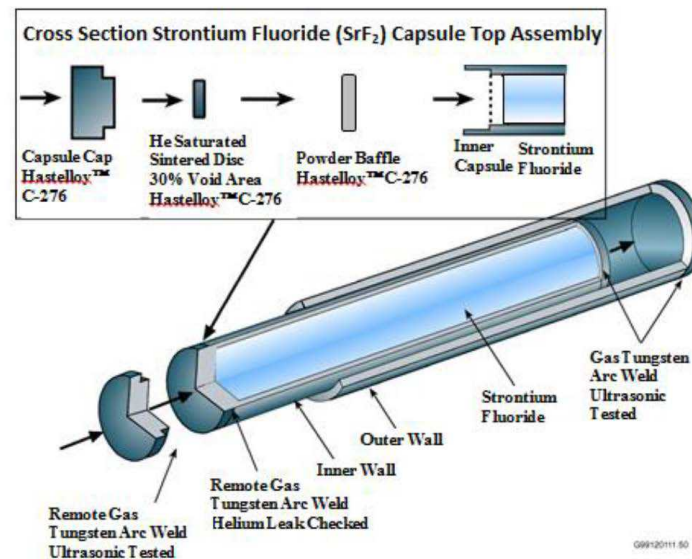 Cross Section Strontium Fluoride (SrF₂) Capsule Top Assembly
Capsule Cap
Hastelloy™
C-276
He Saturated
Sintered Disc
30% Void Area
Hastelloy™C-276
Powder Baffle
Hastelloy™C-276
Inner
Capsule
Strontium
Fluoride
Gas Tungsten
Arc Weld
Ultrasonic
Tested
Strontium
Fluoride
Outer Wall
Inner Wall
Remote Gas
Tungsten Arc Weld
Helium Leak Checked
Remote Gas
Tungsten Arc Weld
Ultrasonic Tested
G99120111.50